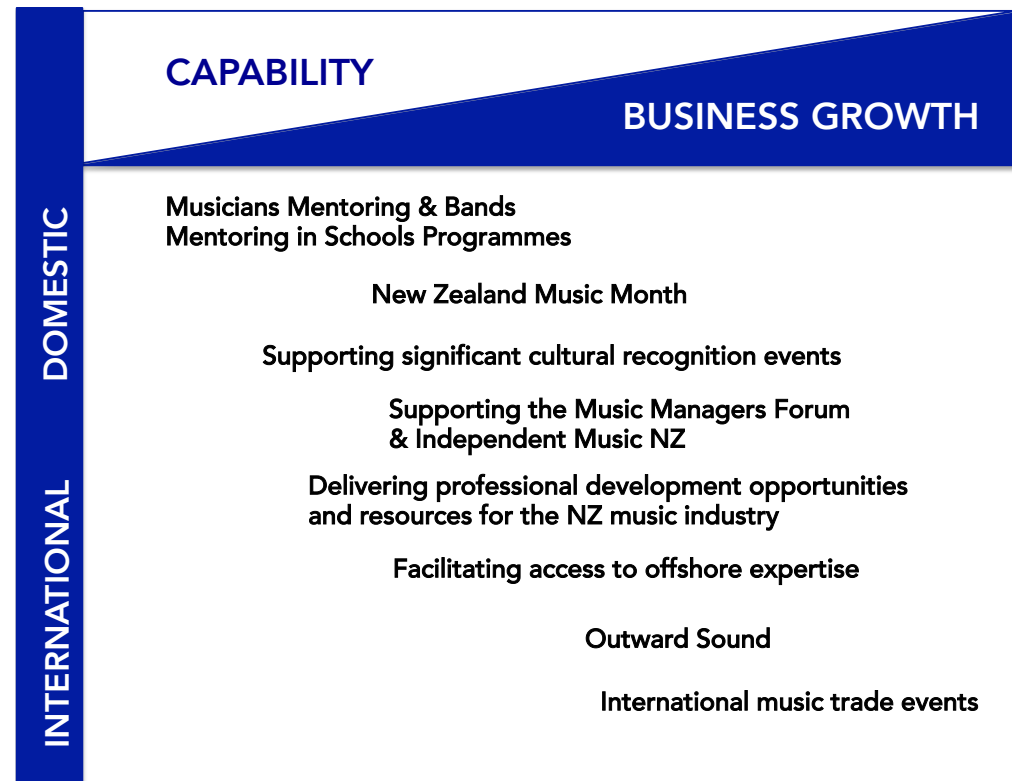 CAPABILITY
BUSINESS GROWTH
DOMESTIC
INTERNATIONAL
Musicians Mentoring & Bands
Mentoring in Schools Programmes
New Zealand Music Month
Supporting significant cultural recognition events
Supporting the Music Managers Forum
& Independent Music NZ
Delivering professional development opportunities
and resources for the NZ music industry
Facilitating access to offshore expertise
Outward Sound
International music trade events